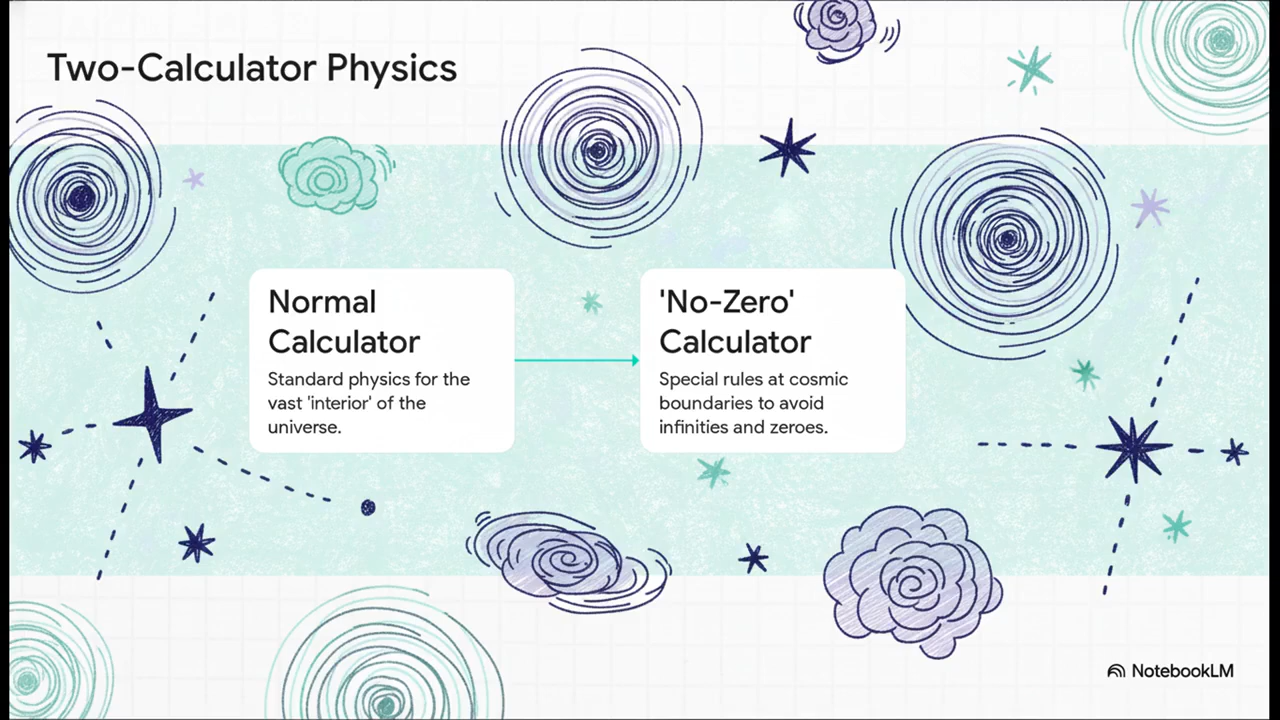 Two-Calculator Physics
Normal
Calculator
Standard physics for the
vast 'interior' of the
universe.
'No-Zero'
Calculator
Special rules at cosmic
boundaries to avoid
infinities and zeroes.
NotebookLM